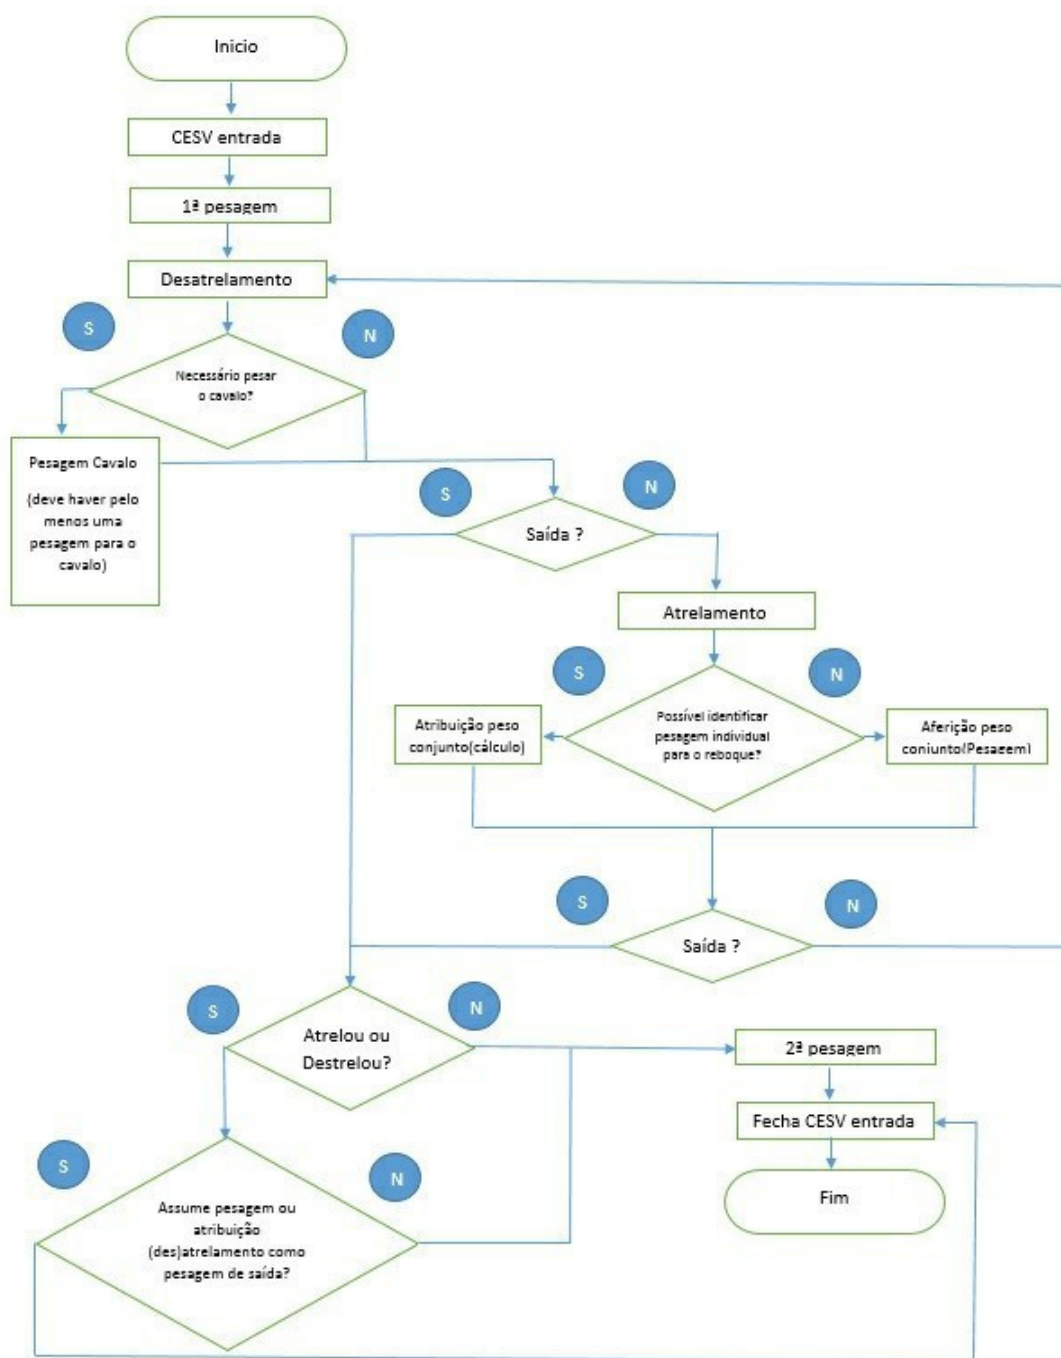 Inicio
CESV entrada
1ª pesagem
Desatrelamento
S
N
Necessário pesar
o cavalo?
Pesagem Cavalo
(deve haver pelo
menos uma
pesagem para o
cavalo)
S
N
Saída ?
Atrelamento
S
N
Possível identificar
pesagem individual
para o reboque?
Atribuição peso
conjunto(cálculo)
Aferição peso
conjunto(Pesagem)
S
N
Saída ?
S
N
Atrelou ou
Destrelou?
2ª pesagem
Fecha CESV entrada
S
N
Assume pesagem ou
atribuição
(des)atrelamento como
pesagem de saída?
Fim